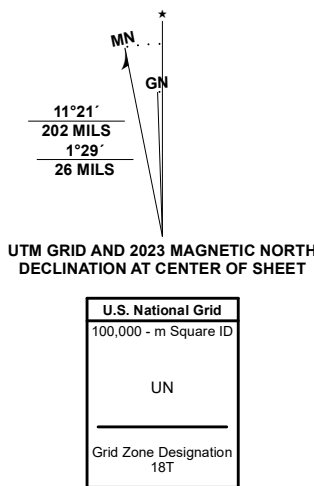 MN
GN
11°21´
202 MILS
1°29´
26 MILS
UTM GRID AND 2023 MAGNETIC NORTH
DECLINATION AT CENTER OF SHEET
U.S. National Grid
100,000 - m Square ID
UN
Grid Zone Designation
18T